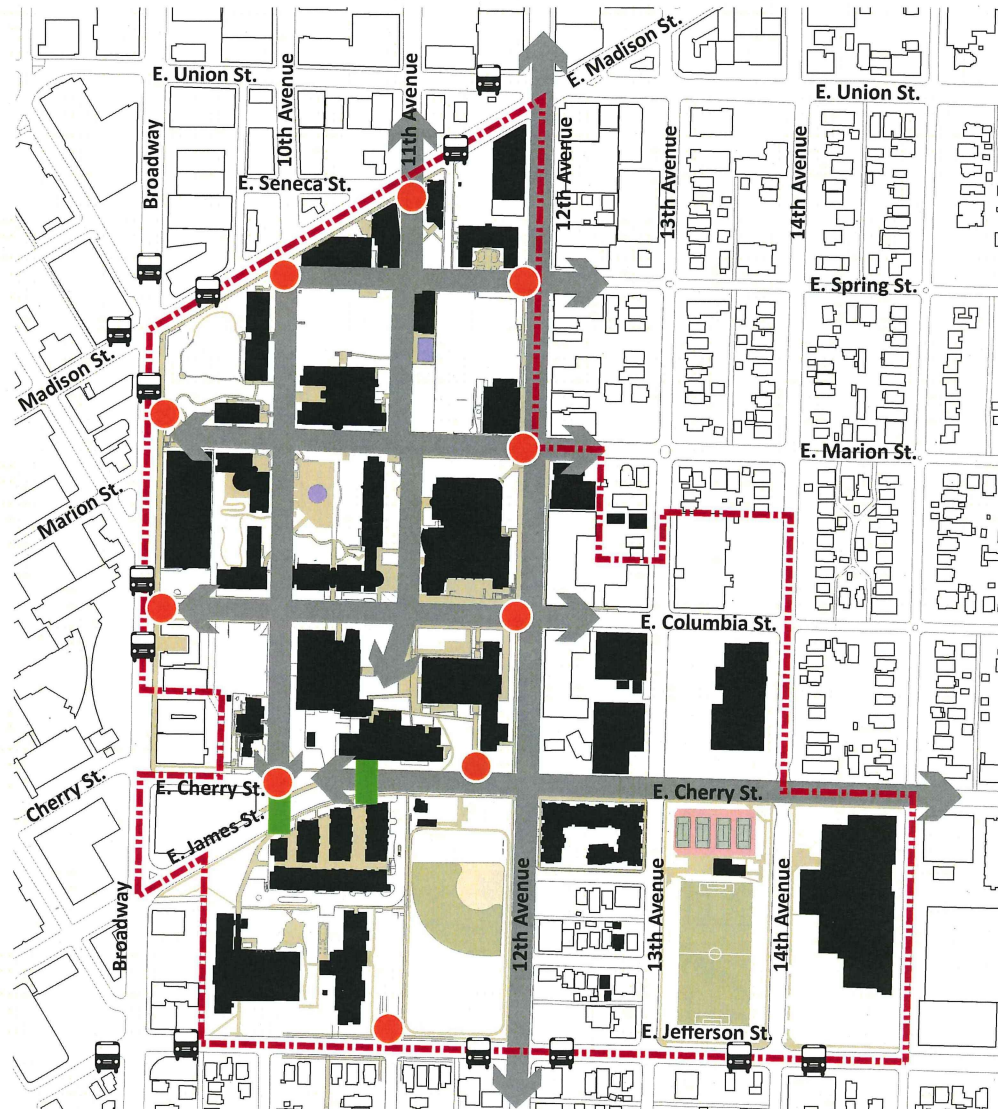 E. Madison St.
E. Union St.
10th Avenue
11th Avenue
E. Union St.
Broadway
12th Avenue
13th Avenue
14th Avenue
E. Seneca St.
E. Spring St.
Madison St.
E. Marion St.
Marion St.
E. Columbia St.
Cherry St.
E. Cherry St.
E. Cherry St.
E. James St.
Broadway
12th Avenue
13th Avenue
14th Avenue
E. Jefferson St.